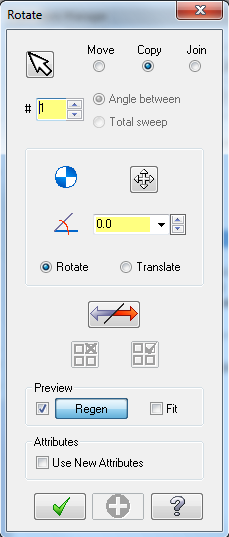 Rotate
Move Copy Join
# 1
Angle between
Total sweep
0.0
Rotate Translate
Preview
Regen Fit
Attributes
Use New Attributes